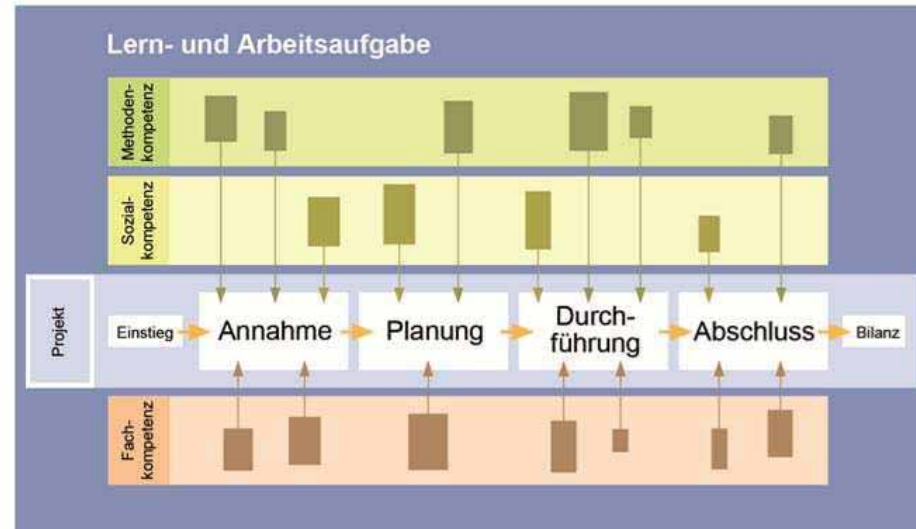 Lern- und Arbeitsaufgabe
Methoden-
kompetenz
Sozial-
kompetenz
Projekt
Einstieg
Annahme
Planung
Durch-
führung
Abschluss
Bilanz
Fach-
kompetenz